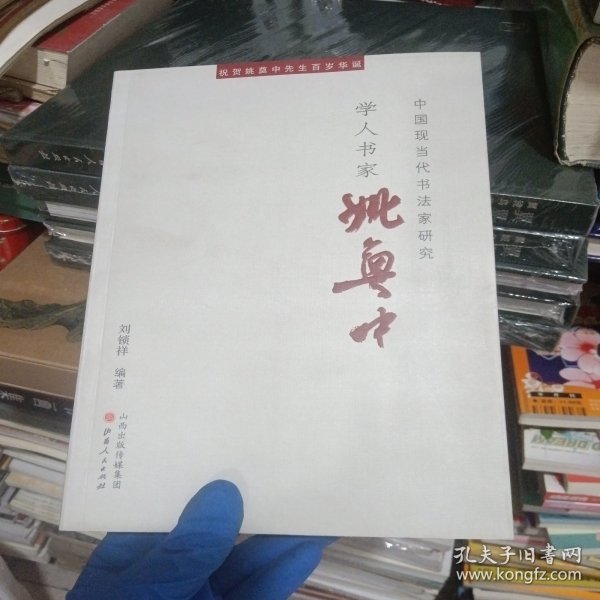 祝贺姚奠中先生百岁华诞
中国现当代书法家研究
学人书家
姚奠中
刘锁祥 编著
山西出版传媒集团
山西人民出版社
孔夫子旧书网
www.kongfz.com